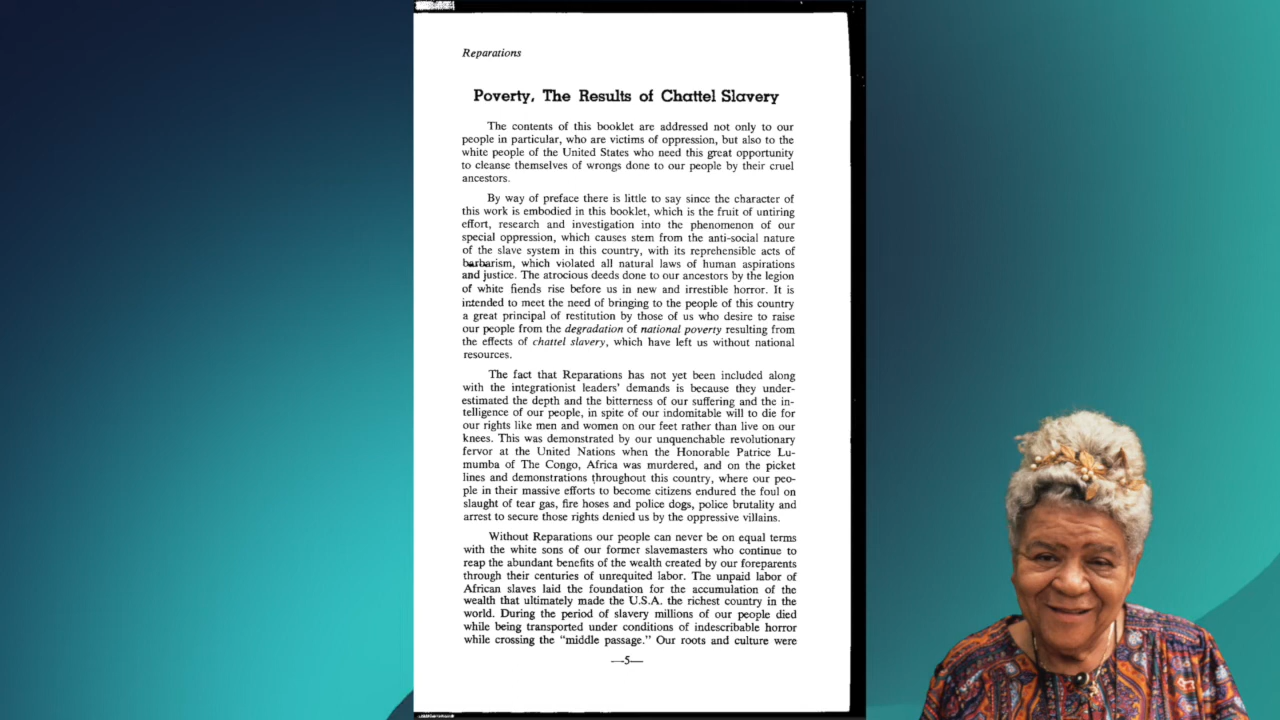 Reparations
Poverty, The Results of Chattel Slavery
The contents of this booklet are addressed not only to our
people in particular, who are victims of oppression, but also to the
white people of the United States who need this great opportunity
to cleanse themselves of wrongs done to our people by their cruel
ancestors.
By way of preface there is little to say since the character of
this work is embodied in this booklet, which is the fruit of untiring
effort, research and investigation into the phenomenon of our
special oppression, which causes stem from the anti-social nature
of the slave system in this country, with its reprehensible acts of
barbarism, which violated all natural laws of human aspirations
and justice. The atrocious deeds done to our ancestors by the legion
of white fiends rise before us in new and irrestible horror. It is
intended to meet the need of bringing to the people of this country
a great principal of restitution by those of us who desire to raise
our people from the degradation of national poverty resulting from
the effects of chattel slavery, which have left us without national
resources.
The fact that Reparations has not yet been included along
with the integrationist leaders' demands is because they under-
estimated the depth and the bitterness of our suffering and the in-
telligence of our people, in spite of our indomitable will to die for
our rights like men and women on our feet rather than live on our
knees. This was demonstrated by our unquenchable revolutionary
fervor at the United Nations when the Honorable Patrice Lu-
mumba of The Congo, Africa was murdered, and on the picket
lines and demonstrations throughout this country, where our peo-
ple in their massive efforts to become citizens endured the foul on
slaught of tear gas, fire hoses and police dogs, police brutality and
arrest to secure those rights denied us by the oppressive villains.
Without Reparations our people can never be on equal terms
with the white sons of our former slavemasters who continue to
reap the abundant benefits of the wealth created by our foreparents
through their centuries of unrequited labor. The unpaid labor of
African slaves laid the foundation for the accumulation of the
wealth that ultimately made the U.S.A. the richest country in the
world. During the period of slavery millions of our people died
while being transported under conditions of indescribable horror
while crossing the "middle passage." Our roots and culture were
—5—